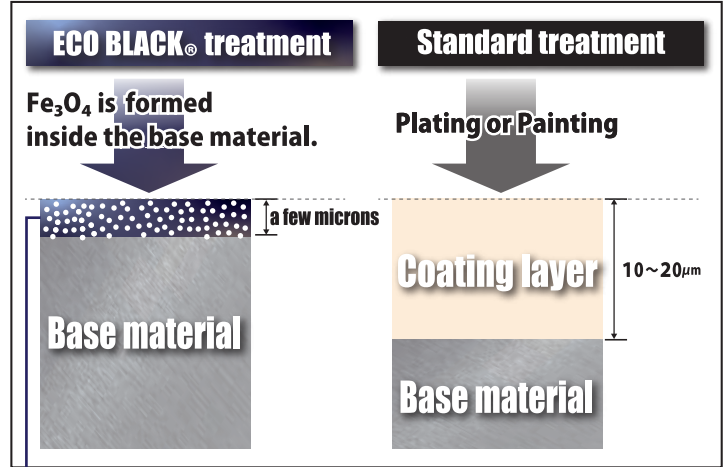 ECO BLACK® treatment
Fe₃O₄ is formed
inside the base material.
a few microns
Base material
Standard treatment
Plating or Painting
Coating layer
10～20μm
Base material